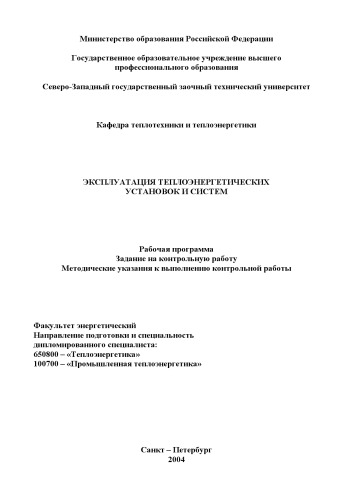 Министерство образования Российской Федерации
Государственное образовательное учреждение высшего
профессионального образования
Северо-Западный государственный заочный технический университет
Кафедра теплотехники и теплоэнергетики
ЭКСПЛУАТАЦИЯ ТЕПЛОЭНЕРГЕТИЧЕСКИХ
УСТАНОВОК И СИСТЕМ
Рабочая программа
Задание на контрольную работу
Методические указания к выполнению контрольной работы
Факультет энергетический
Направление подготовки и специальность
дипломированного специалиста:
650800 – «Теплоэнергетика»
100700 – «Промышленная теплоэнергетика»
Санкт – Петербург
2004